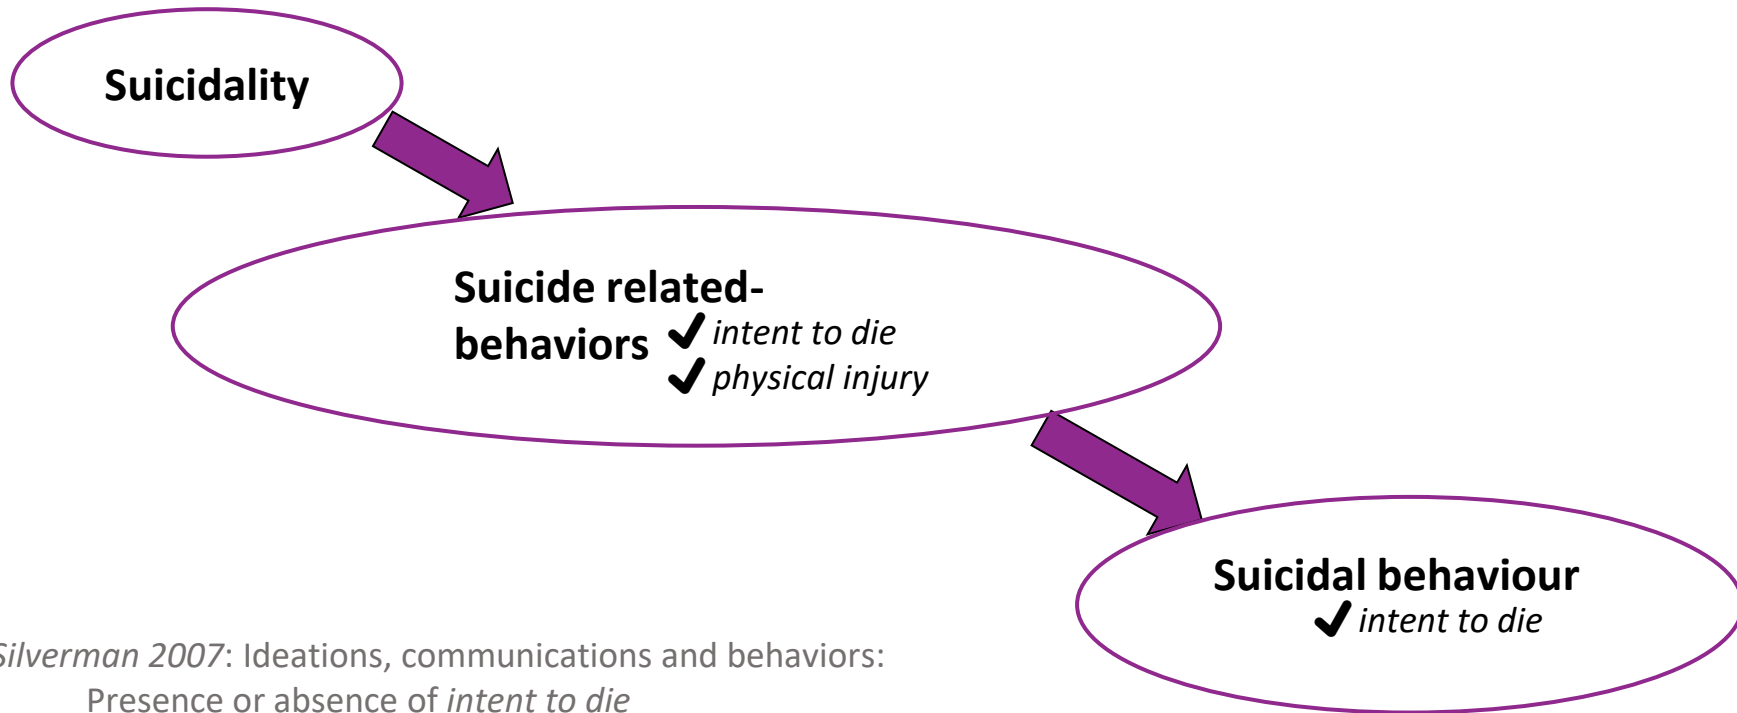 Suicidality
Suicide related-
behaviors
✔ intent to die
✔ physical injury
Suicidal behaviour
✔ intent to die
Silverman 2007: Ideations, communications and behaviors:
Presence or absence of intent to die